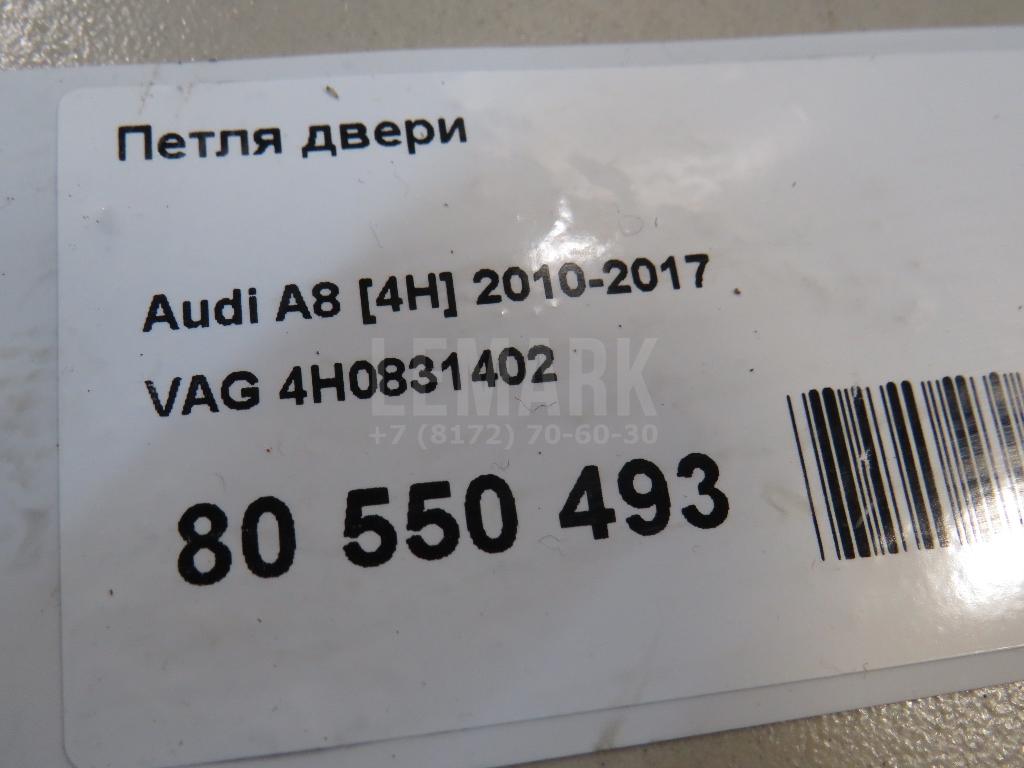 Петля двери
Audi A8 [4H] 2010-2017
VAG 4H0831402
LEMARK
+7 (8172) 70-60-30
80 550 493